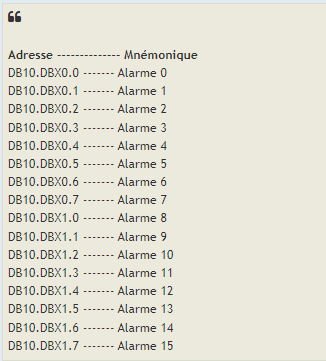 ❝
Adresse -------------- Mnémonique
DB10.DBX0.0 ------- Alarme 0
DB10.DBX0.1 ------- Alarme 1
DB10.DBX0.2 ------- Alarme 2
DB10.DBX0.3 ------- Alarme 3
DB10.DBX0.4 ------- Alarme 4
DB10.DBX0.5 ------- Alarme 5
DB10.DBX0.6 ------- Alarme 6
DB10.DBX0.7 ------- Alarme 7
DB10.DBX1.0 ------- Alarme 8
DB10.DBX1.1 ------- Alarme 9
DB10.DBX1.2 ------- Alarme 10
DB10.DBX1.3 ------- Alarme 11
DB10.DBX1.4 ------- Alarme 12
DB10.DBX1.5 ------- Alarme 13
DB10.DBX1.6 ------- Alarme 14
DB10.DBX1.7 ------- Alarme 15